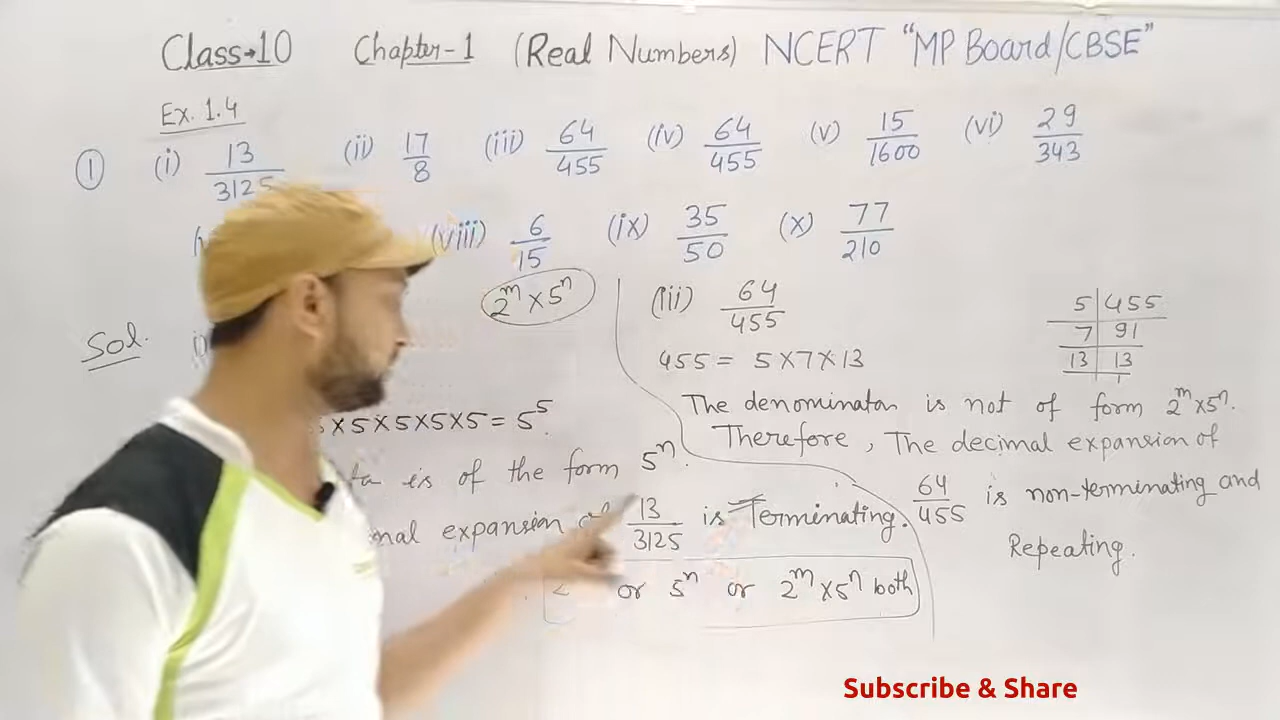 Class→10 Chapter-1 (Real Numbers) NCERT "MP Board/CBSE"
Ex. 1.4
① (i) 13/3125 (ii) 17/8 (iii) 64/455 (iv) 64/455 (v) 15/1600 (vi) 29/343
(viii) 6/15 (ix) 35/50 (x) 77/210
2^m × 5^n
Sol.
×5×5×5×5 = 5^5.
is of the form 5^n.
expansion of 13/3125 is Terminating.
or 5^n or 2^m × 5^n both
(iii) 64/455
5 | 455
7 | 91
13 | 13
1
455 = 5×7×13
The denominator is not of form 2^m×5^n.
Therefore, The decimal expansion of
64/455 is non-terminating and
Repeating.
Subscribe & Share